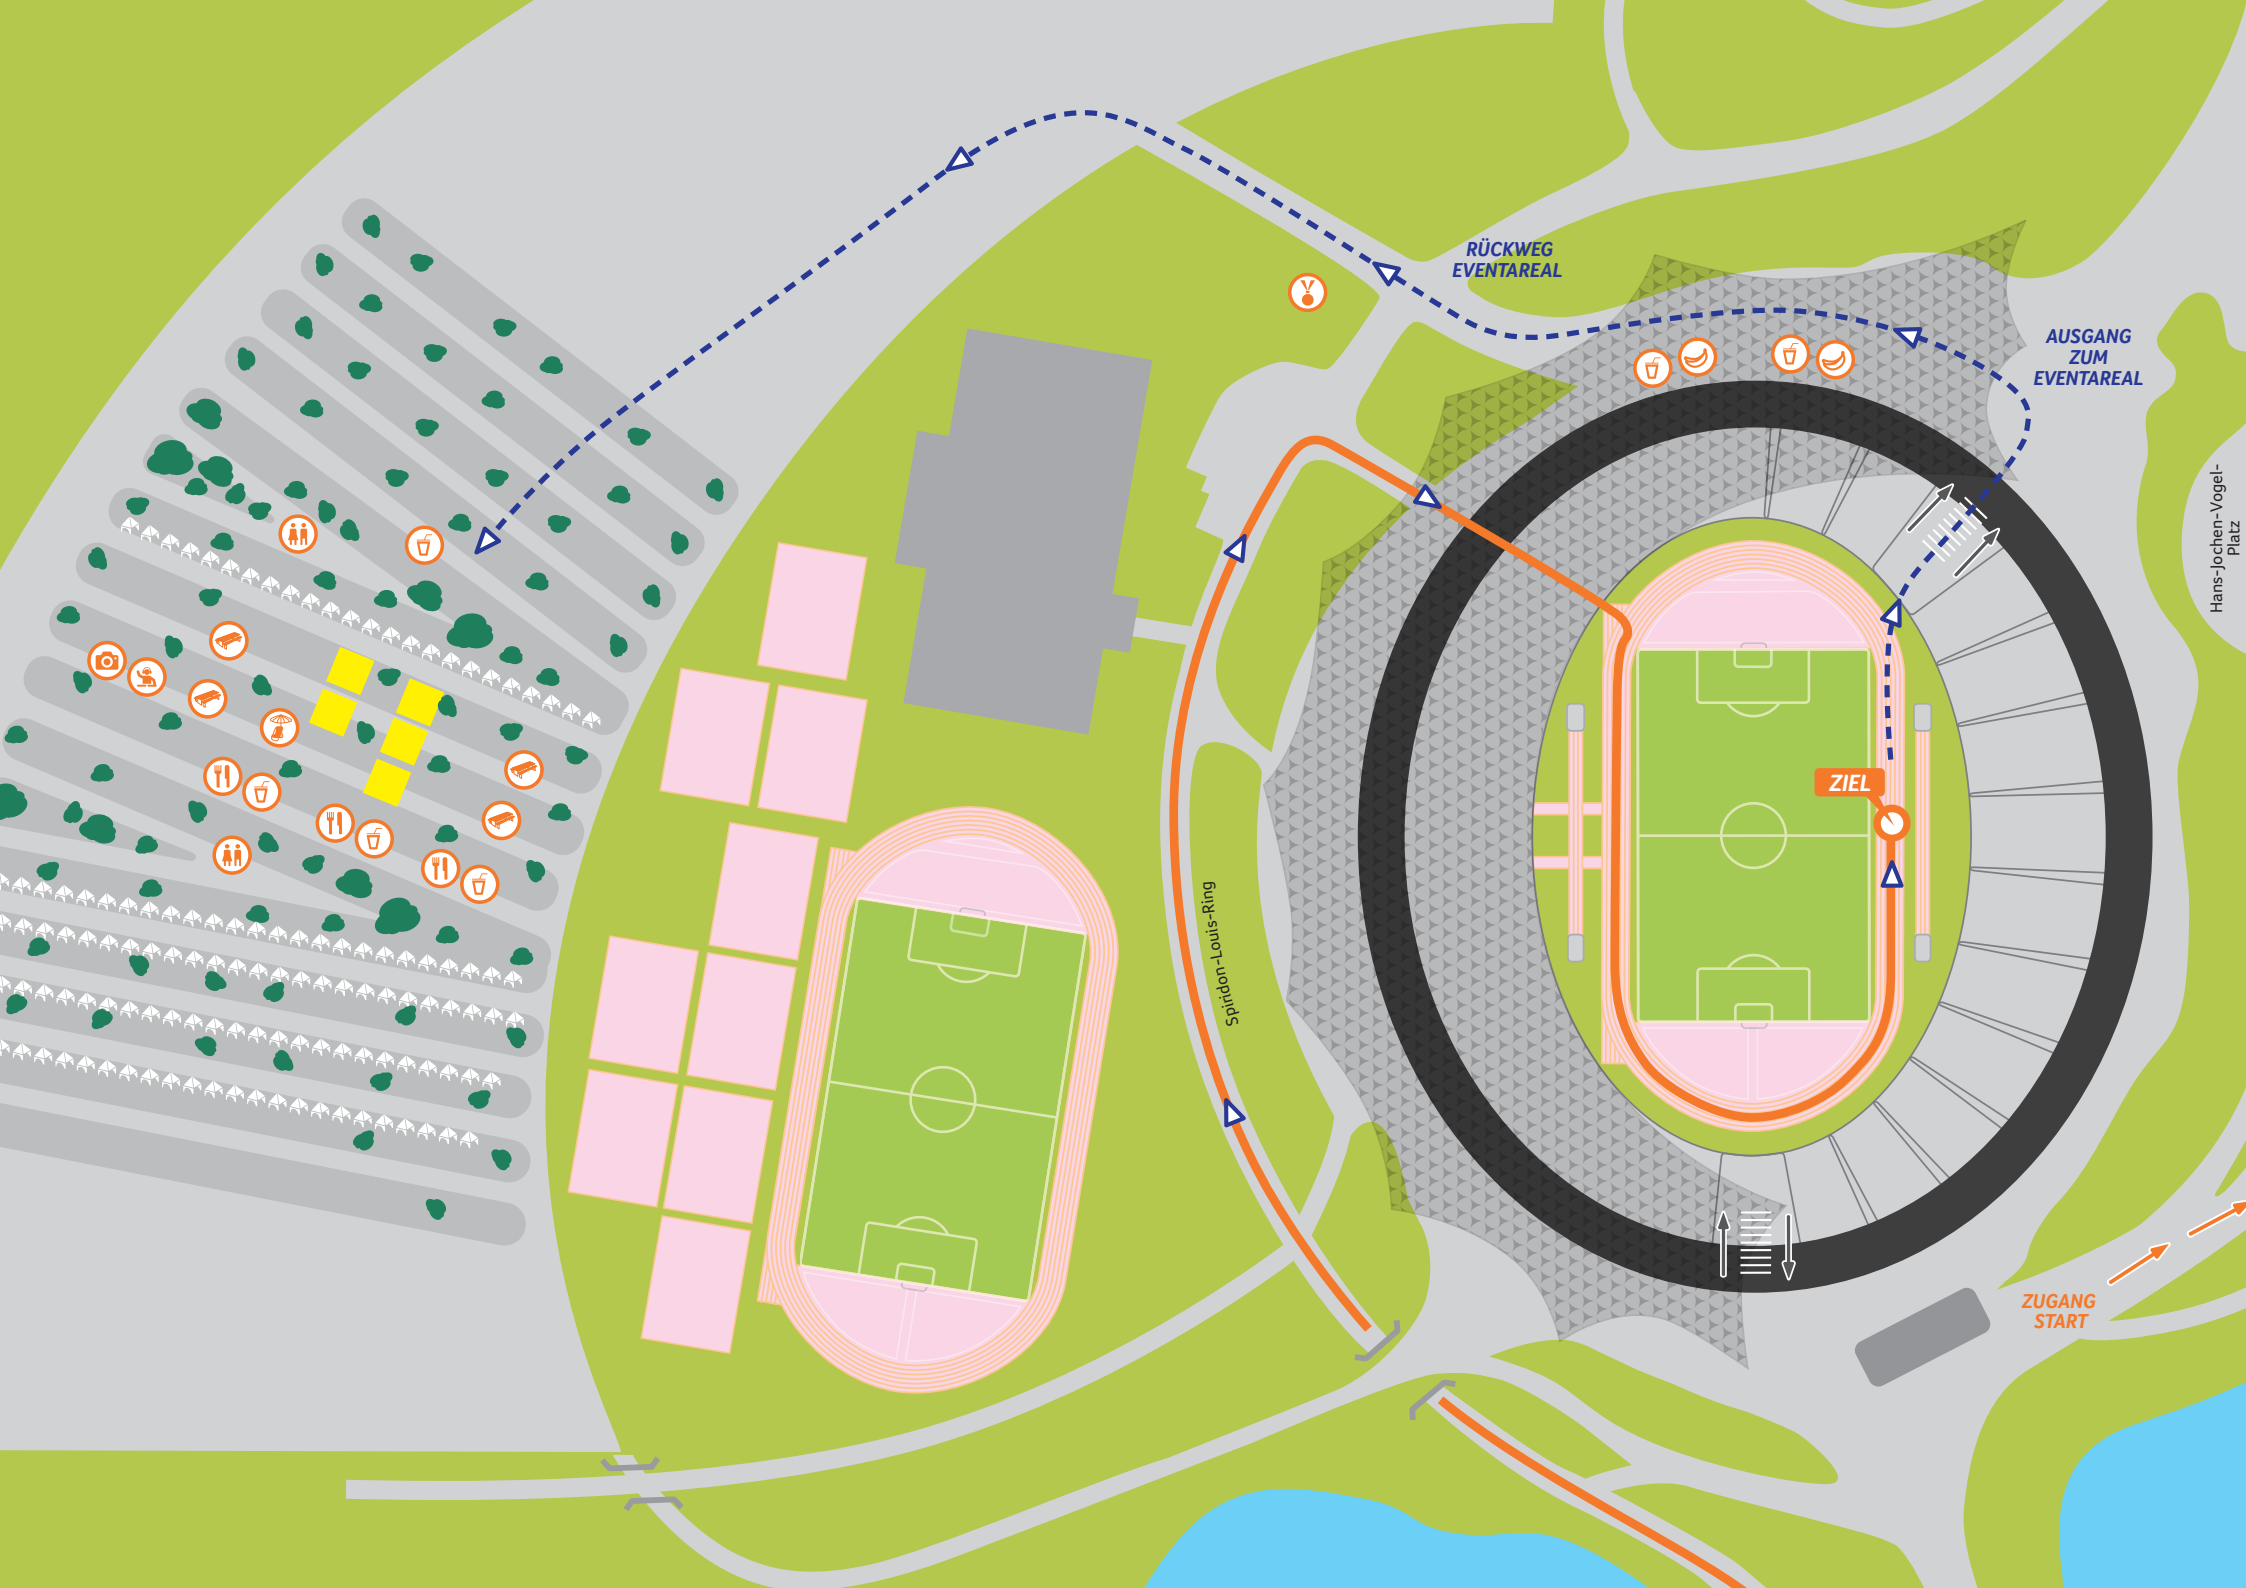 RÜCKWEG
EVENTAREAL
AUSGANG
ZUM
EVENTAREAL
Hans-Jochen-Vogel-
Platz
ZIEL
Spiridon-Louis-Ring
ZUGANG
START